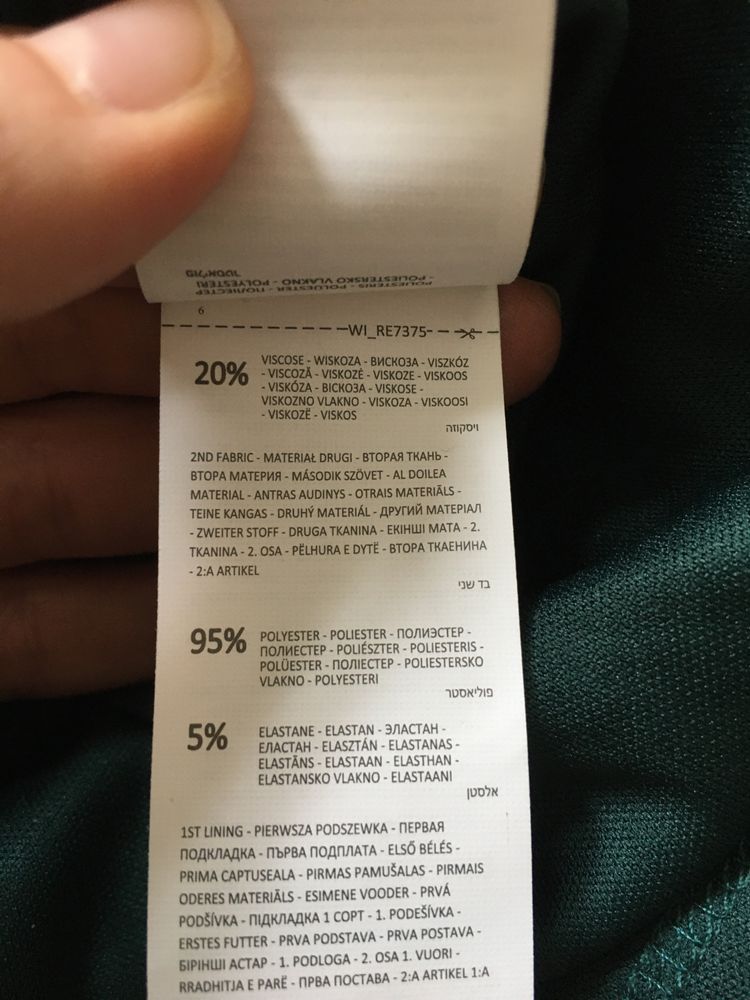 פוליאסטר
- POLIESTERSKO VLAKNO - POLYESTERI
6
WI_RE7375
20%
VISCOSE - WISKOZA - ВИСКОЗА - VISZKÓZ
- VISCOZĂ - VISKOZĖ - VISKOZE - VISKOOS
- VISKÓZA - ВІСКОЗА - VISKOSE -
VISKOZNO VLAKNO - VISKOZA - VISKOOSI
- VISKOZË - VISKOS
ויסקוזה
2ND FABRIC - MATERIAŁ DRUGI - ВТОРАЯ ТКАНЬ -
ВТОРА МАТЕРИЯ - MÁSODIK SZÖVET - AL DOILEA
MATERIAL - ANTRAS AUDINYS - OTRAIS MATERIĀLS -
TEINE KANGAS - DRUHÝ MATERIÁL - ДРУГИЙ МАТЕРІАЛ
- ZWEITER STOFF - DRUGA TKANINA - ЕКІНШІ МАТА - 2.
TKANINA - 2. OSA - PËLHURA E DYTË - ВТОРА ТКАЕНИНА
- 2:A ARTIKEL
בד שני
95%
POLYESTER - POLIESTER - ПОЛИЭСТЕР -
ПОЛИЕСТЕР - POLIÉSZTER - POLIESTERIS -
POLÜESTER - ПОЛІЕСТЕР - POLIESTERSKO
VLAKNO - POLYESTERI
פוליאסטר
5%
ELASTANE - ELASTAN - ЭЛАСТАН -
ЕЛАСТАН - ELASZTÁN - ELASTANAS -
ELASTĀNS - ELASTAAN - ELASTHAN -
ELASTANSKO VLAKNO - ELASTAANI
אלסטן
1ST LINING - PIERWSZA PODSZEWKA - ПЕРВАЯ
ПОДКЛАДКА - ПЪРВА ПОДПЛАТА - ELSŐ BÉLÉS -
PRIMA CAPTUSEALA - PIRMAS PAMUŠALAS - PIRMAIS
ODERES MATERIĀLS - ESIMENE VOODER - PRVÁ
PODŠÍVKA - ПІДКЛАДКА 1 СОРТ - 1. PODEŠÍVKA -
ERSTES FUTTER - PRVA PODSTAVA - PRVA POSTAVA -
БІРІНШІ АСТАР - 1. PODLOGA - 2. OSA 1. VUORI -
RRADHITJA E PARË - ПРВА ПОСТАВА - 2:A ARTIKEL 1:A